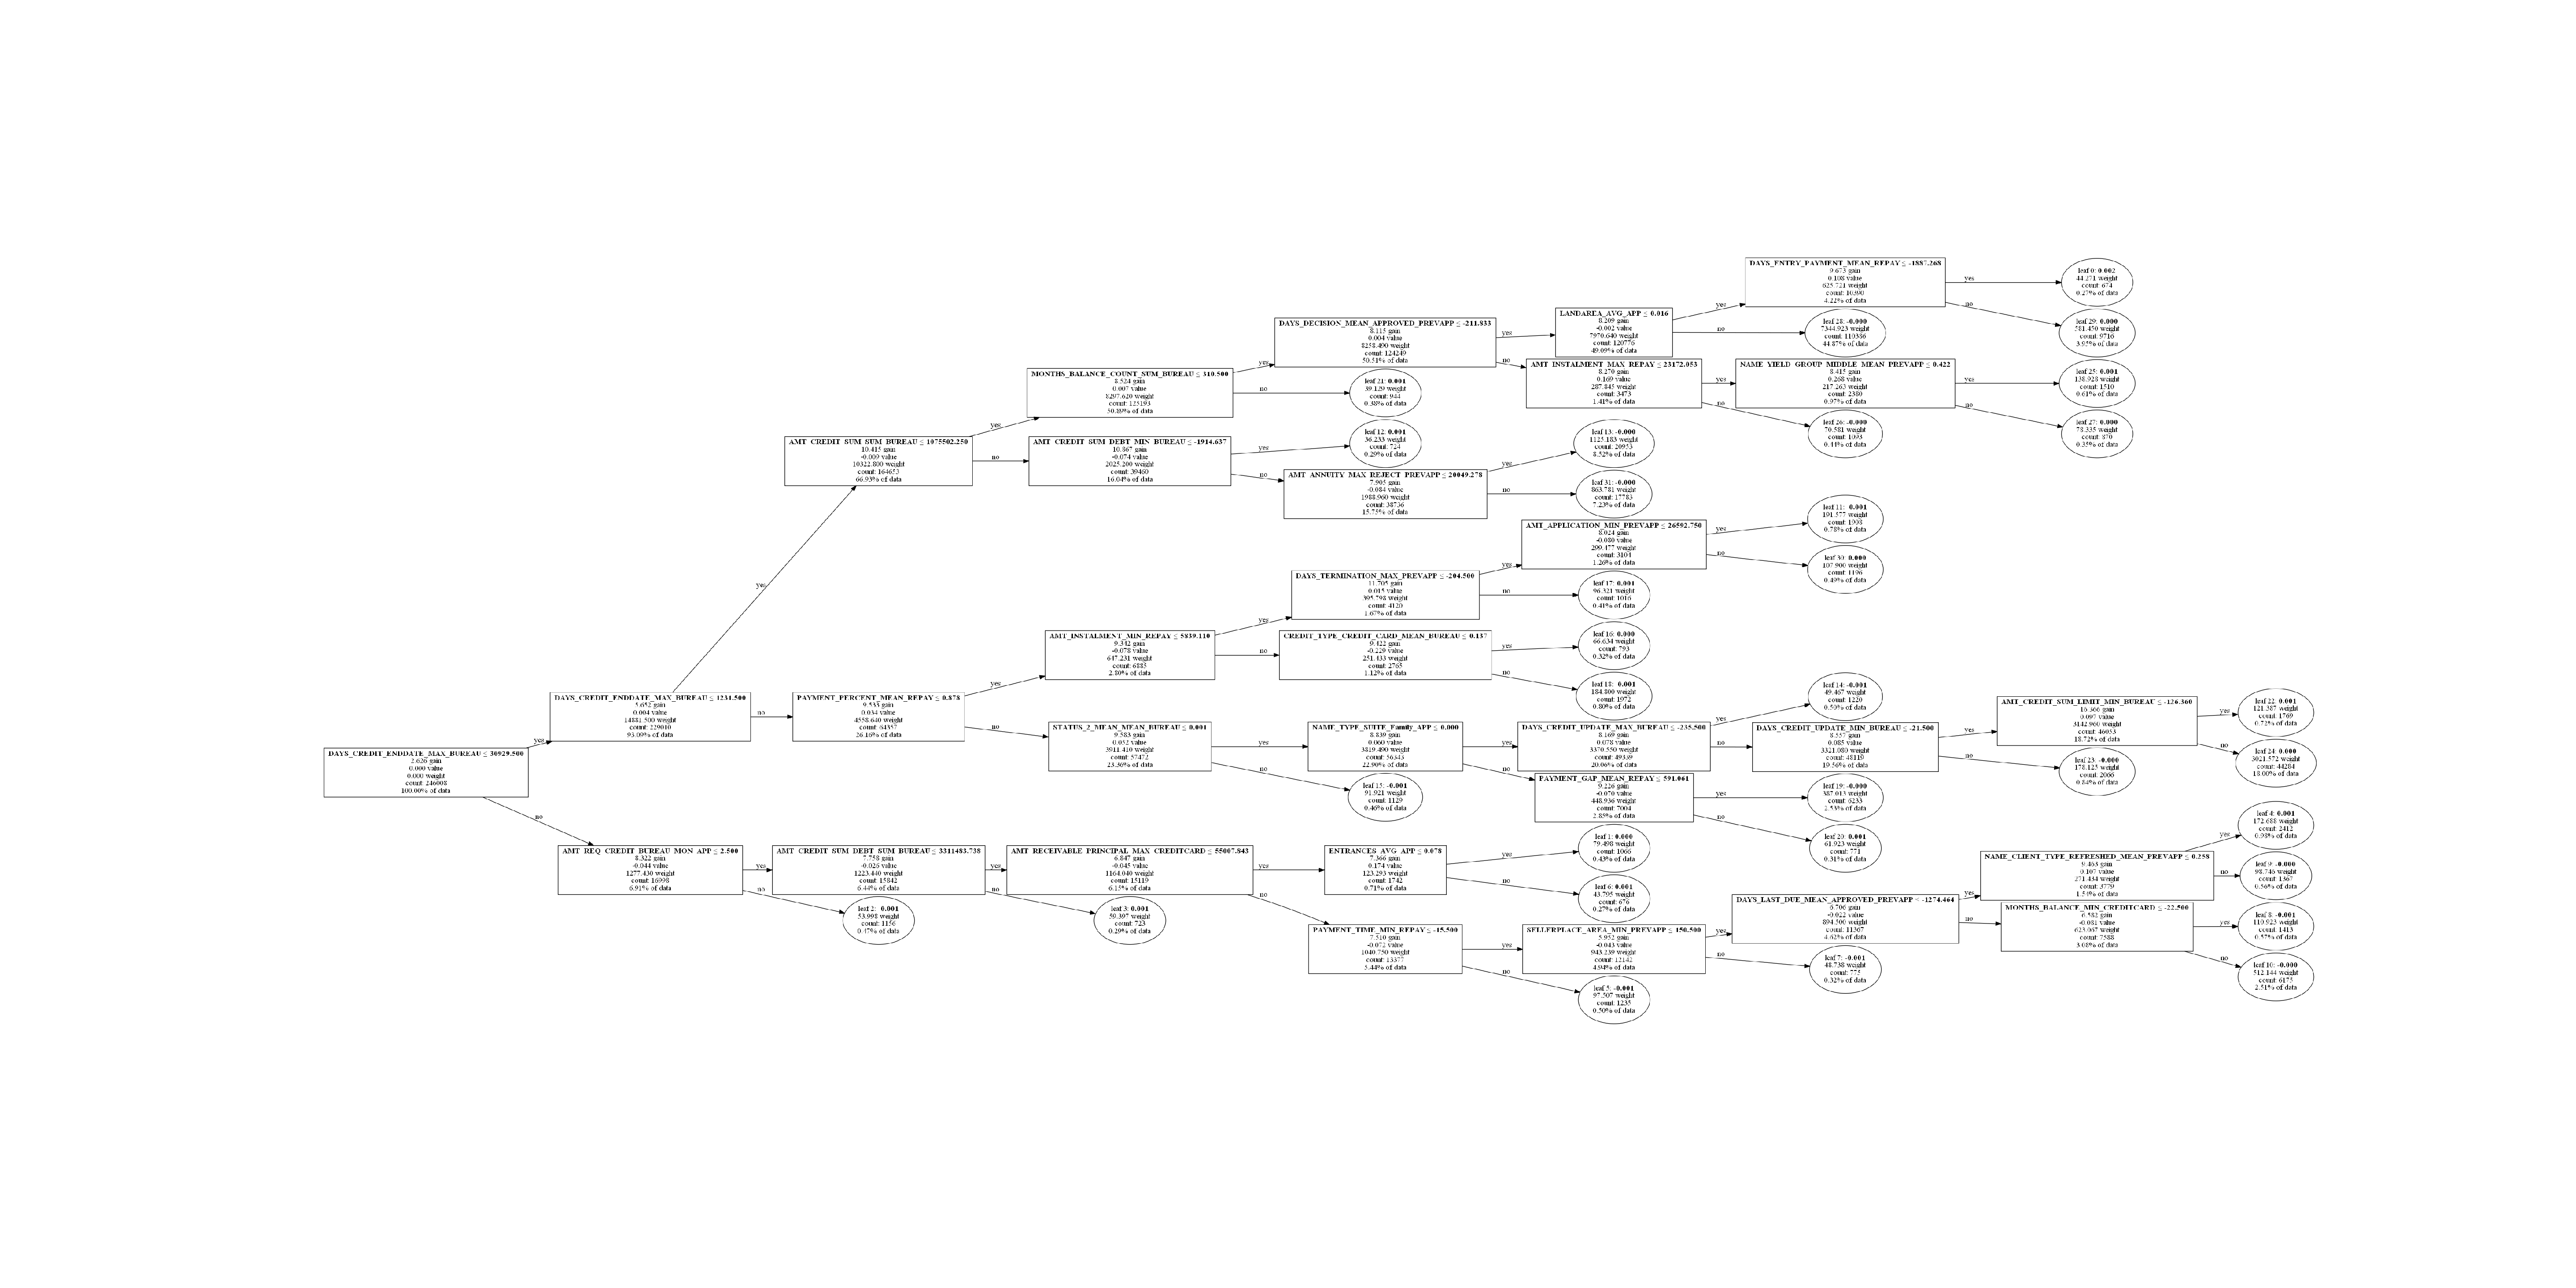 DAYS_CREDIT_ENDDATE_MAX_BUREAU ≤ 30929.500
2.626 gain
0.000 value
0.000 weight
count: 246008
100.00% of data
yes
no
DAYS_CREDIT_ENDDATE_MAX_BUREAU ≤ 1231.500
5.652 gain
0.004 value
14881.500 weight
count: 229010
93.09% of data
yes
no
AMT_CREDIT_SUM_SUM_BUREAU ≤ 1075502.250
10.415 gain
-0.009 value
10322.800 weight
count: 164653
66.93% of data
yes
no
MONTHS_BALANCE_COUNT_SUM_BUREAU ≤ 310.500
8.524 gain
0.007 value
8297.620 weight
count: 125193
50.89% of data
yes
no
DAYS_DECISION_MEAN_APPROVED_PREVAPP ≤ -211.833
8.115 gain
0.004 value
8258.490 weight
count: 124249
50.51% of data
yes
no
LANDAREA_AVG_APP ≤ 0.016
8.209 gain
-0.002 value
7970.640 weight
count: 120776
49.09% of data
yes
no
DAYS_ENTRY_PAYMENT_MEAN_REPAY ≤ -1887.268
9.673 gain
0.108 value
625.721 weight
count: 10390
4.22% of data
yes
no
leaf 0: 0.002
44.271 weight
count: 674
0.27% of data
leaf 29: 0.000
581.450 weight
count: 9716
3.95% of data
leaf 28: -0.000
7344.923 weight
count: 110386
44.87% of data
AMT_INSTALMENT_MAX_REPAY ≤ 23172.053
8.270 gain
0.169 value
287.845 weight
count: 3473
1.41% of data
yes
no
NAME_YIELD_GROUP_MIDDLE_MEAN_PREVAPP ≤ 0.422
8.415 gain
0.268 value
217.263 weight
count: 2380
0.97% of data
yes
no
leaf 25: 0.001
138.928 weight
count: 1510
0.61% of data
leaf 27: 0.000
78.335 weight
count: 870
0.35% of data
leaf 26: -0.000
70.581 weight
count: 1093
0.44% of data
leaf 21: 0.001
39.129 weight
count: 944
0.38% of data
AMT_CREDIT_SUM_DEBT_MIN_BUREAU ≤ -1914.637
10.867 gain
-0.074 value
2025.200 weight
count: 39460
16.04% of data
yes
no
leaf 12: 0.001
36.233 weight
count: 724
0.29% of data
AMT_ANNUITY_MAX_REJECT_PREVAPP ≤ 20049.278
7.905 gain
-0.084 value
1988.960 weight
count: 38736
15.75% of data
yes
no
leaf 13: -0.000
1125.183 weight
count: 20953
8.52% of data
leaf 31: -0.000
863.781 weight
count: 17783
7.23% of data
PAYMENT_PERCENT_MEAN_REPAY ≤ 0.878
9.535 gain
0.034 value
4558.640 weight
count: 64357
26.16% of data
yes
no
AMT_INSTALMENT_MIN_REPAY ≤ 5839.110
9.342 gain
-0.078 value
647.231 weight
count: 6885
2.80% of data
yes
no
DAYS_TERMINATION_MAX_PREVAPP ≤ -204.500
11.705 gain
0.015 value
395.798 weight
count: 4120
1.67% of data
yes
no
AMT_APPLICATION_MIN_PREVAPP ≤ 26592.750
8.024 gain
-0.080 value
299.477 weight
count: 3104
1.26% of data
yes
no
leaf 11: -0.001
191.577 weight
count: 1908
0.78% of data
leaf 30: 0.000
107.900 weight
count: 1196
0.49% of data
leaf 17: 0.001
96.321 weight
count: 1016
0.41% of data
CREDIT_TYPE_CREDIT_CARD_MEAN_BUREAU ≤ 0.137
9.422 gain
-0.229 value
251.433 weight
count: 2765
1.12% of data
yes
no
leaf 16: 0.000
66.634 weight
count: 793
0.32% of data
leaf 18: -0.001
184.800 weight
count: 1972
0.80% of data
STATUS_2_MEAN_MEAN_BUREAU ≤ 0.001
9.583 gain
0.052 value
3911.410 weight
count: 57472
23.36% of data
yes
no
NAME_TYPE_SUITE_Family_APP ≤ 0.000
8.839 gain
0.060 value
3819.490 weight
count: 56343
22.90% of data
yes
no
DAYS_CREDIT_UPDATE_MAX_BUREAU ≤ -235.500
8.169 gain
0.078 value
3370.550 weight
count: 49339
20.06% of data
yes
no
leaf 14: -0.001
49.467 weight
count: 1220
0.50% of data
DAYS_CREDIT_UPDATE_MIN_BUREAU ≤ -21.500
8.557 gain
0.085 value
3321.080 weight
count: 48119
19.56% of data
yes
no
AMT_CREDIT_SUM_LIMIT_MIN_BUREAU ≤ -126.360
16.366 gain
0.097 value
3142.960 weight
count: 46053
18.72% of data
yes
no
leaf 22: 0.001
121.387 weight
count: 1769
0.72% of data
leaf 24: 0.000
3021.572 weight
count: 44284
18.00% of data
leaf 23: -0.000
178.125 weight
count: 2066
0.84% of data
PAYMENT_GAP_MEAN_REPAY ≤ 591.061
9.226 gain
-0.070 value
448.936 weight
count: 7004
2.85% of data
yes
no
leaf 19: -0.000
387.013 weight
count: 6233
2.53% of data
leaf 20: 0.001
61.923 weight
count: 771
0.31% of data
leaf 15: -0.001
91.921 weight
count: 1129
0.46% of data
AMT_REQ_CREDIT_BUREAU_MON_APP ≤ 2.500
8.322 gain
-0.044 value
1277.430 weight
count: 16998
6.91% of data
yes
no
AMT_CREDIT_SUM_DEBT_SUM_BUREAU ≤ 3311483.738
7.758 gain
-0.026 value
1223.440 weight
count: 15842
6.44% of data
yes
no
leaf 2: -0.001
53.998 weight
count: 1156
0.47% of data
AMT_RECEIVABLE_PRINCIPAL_MAX_CREDITCARD ≤ 55007.843
6.847 gain
-0.045 value
1164.040 weight
count: 15119
6.15% of data
yes
no
leaf 3: 0.001
59.397 weight
count: 723
0.29% of data
ENTRANCES_AVG_APP ≤ 0.078
7.366 gain
0.174 value
123.293 weight
count: 1742
0.71% of data
yes
no
leaf 1: 0.000
79.498 weight
count: 1066
0.43% of data
leaf 6: 0.001
43.795 weight
count: 676
0.27% of data
PAYMENT_TIME_MIN_REPAY ≤ -15.500
7.510 gain
-0.072 value
1040.750 weight
count: 13377
5.44% of data
yes
no
SELLERPLACE_AREA_MIN_PREVAPP ≤ 150.500
5.952 gain
-0.043 value
943.239 weight
count: 12142
4.94% of data
yes
no
leaf 5: -0.001
97.507 weight
count: 1235
0.50% of data
DAYS_LAST_DUE_MEAN_APPROVED_PREVAPP ≤ -1274.464
6.706 gain
-0.022 value
894.500 weight
count: 11367
4.62% of data
yes
no
leaf 7: -0.001
48.738 weight
count: 775
0.32% of data
NAME_CLIENT_TYPE_REFRESHED_MEAN_PREVAPP ≤ 0.258
9.463 gain
0.107 value
271.434 weight
count: 3779
1.54% of data
yes
no
leaf 4: 0.001
172.688 weight
count: 2412
0.98% of data
leaf 9: -0.000
98.746 weight
count: 1367
0.56% of data
MONTHS_BALANCE_MIN_CREDITCARD ≤ -22.500
6.582 gain
-0.081 value
623.067 weight
count: 7588
3.08% of data
yes
no
leaf 8: -0.001
110.923 weight
count: 1413
0.57% of data
leaf 10: -0.000
512.144 weight
count: 6175
2.51% of data